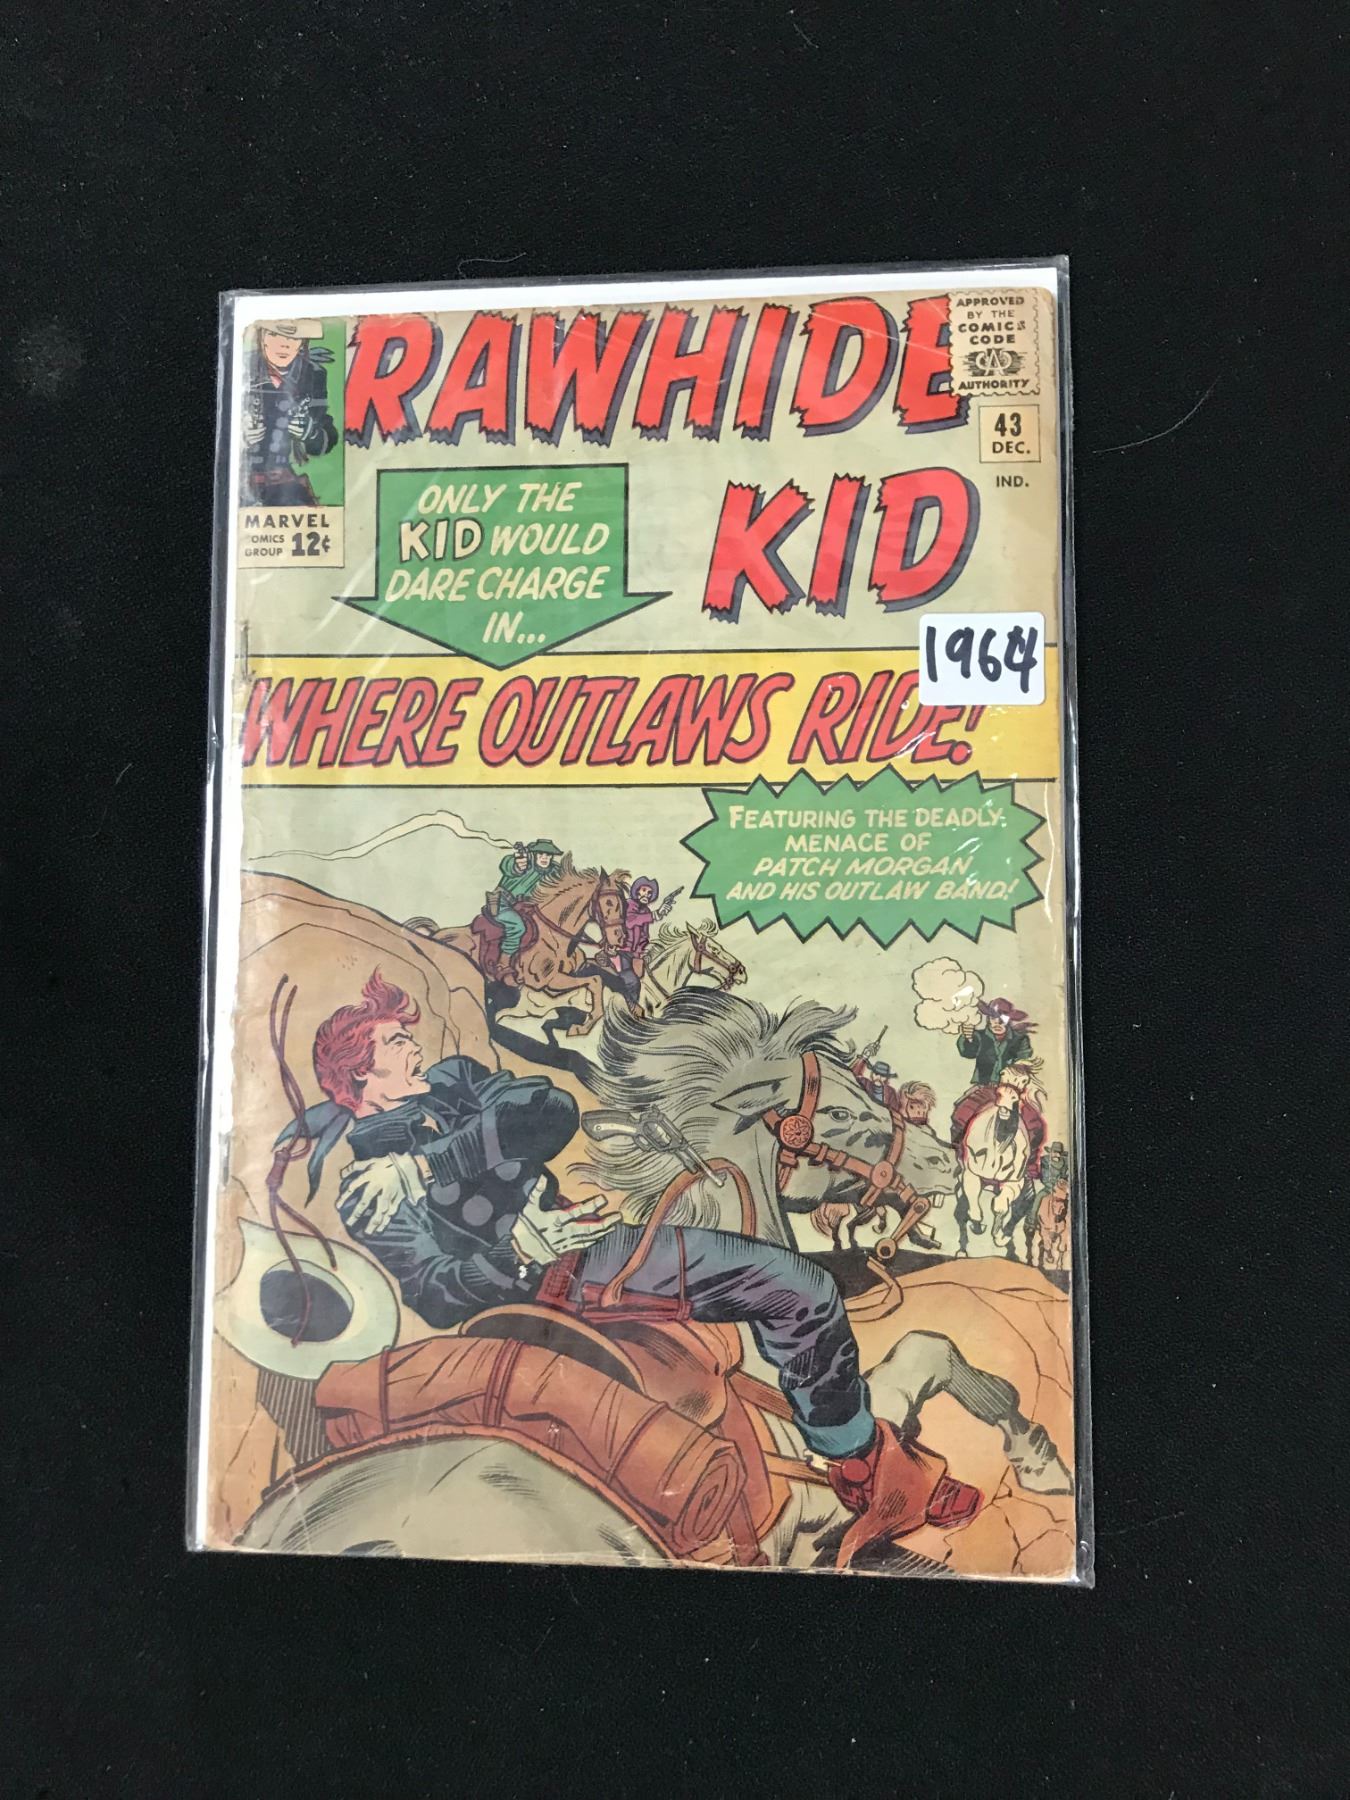 RAWHIDE
KID
APPROVED
BY THE
COMICS
CODE
AUTHORITY
43
DEC.
IND.
MARVEL
COMICS
GROUP 12¢
ONLY THE
KID WOULD
DARE CHARGE
IN...
1964
WHERE OUTLAWS RIDE!
FEATURING THE DEADLY
MENACE OF
PATCH MORGAN
AND HIS OUTLAW BAND!